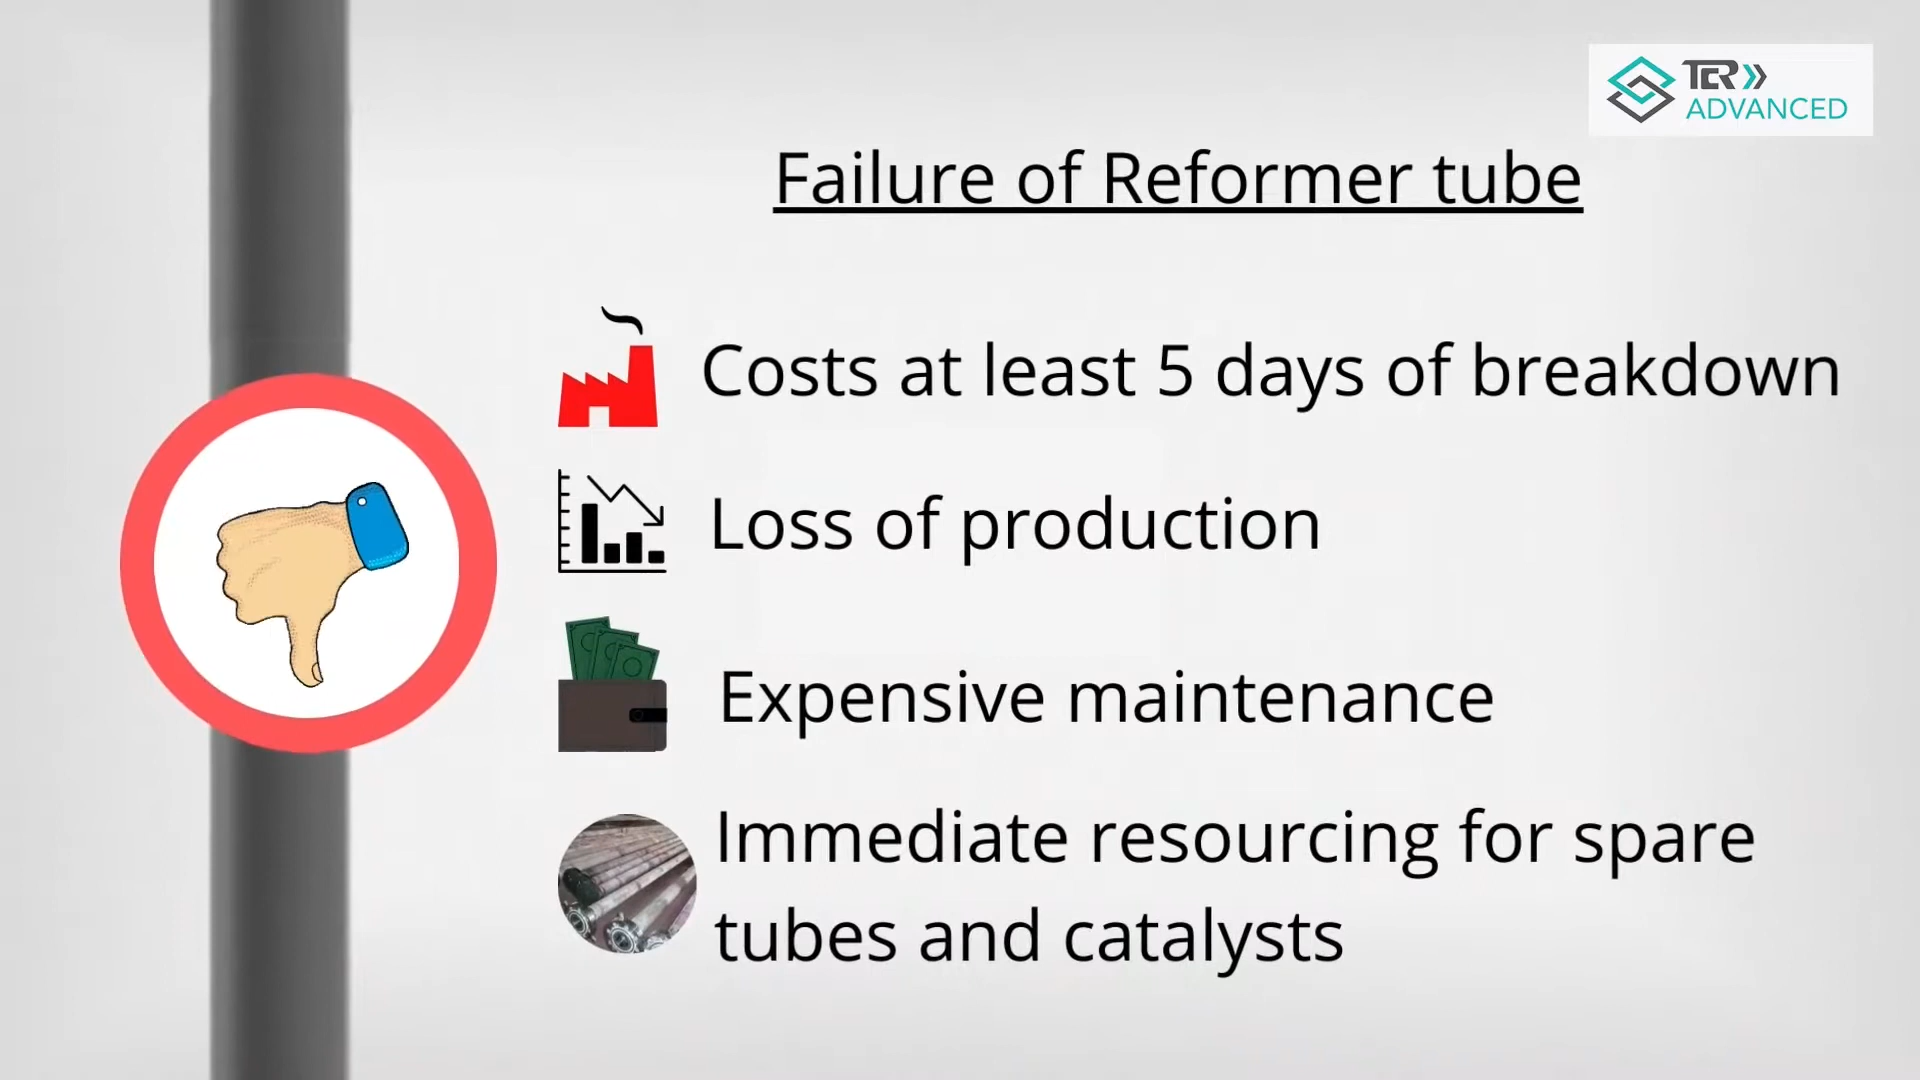 TCR
ADVANCED
Failure of Reformer tube
Costs at least 5 days of breakdown
Loss of production
Expensive maintenance
Immediate resourcing for spare
tubes and catalysts